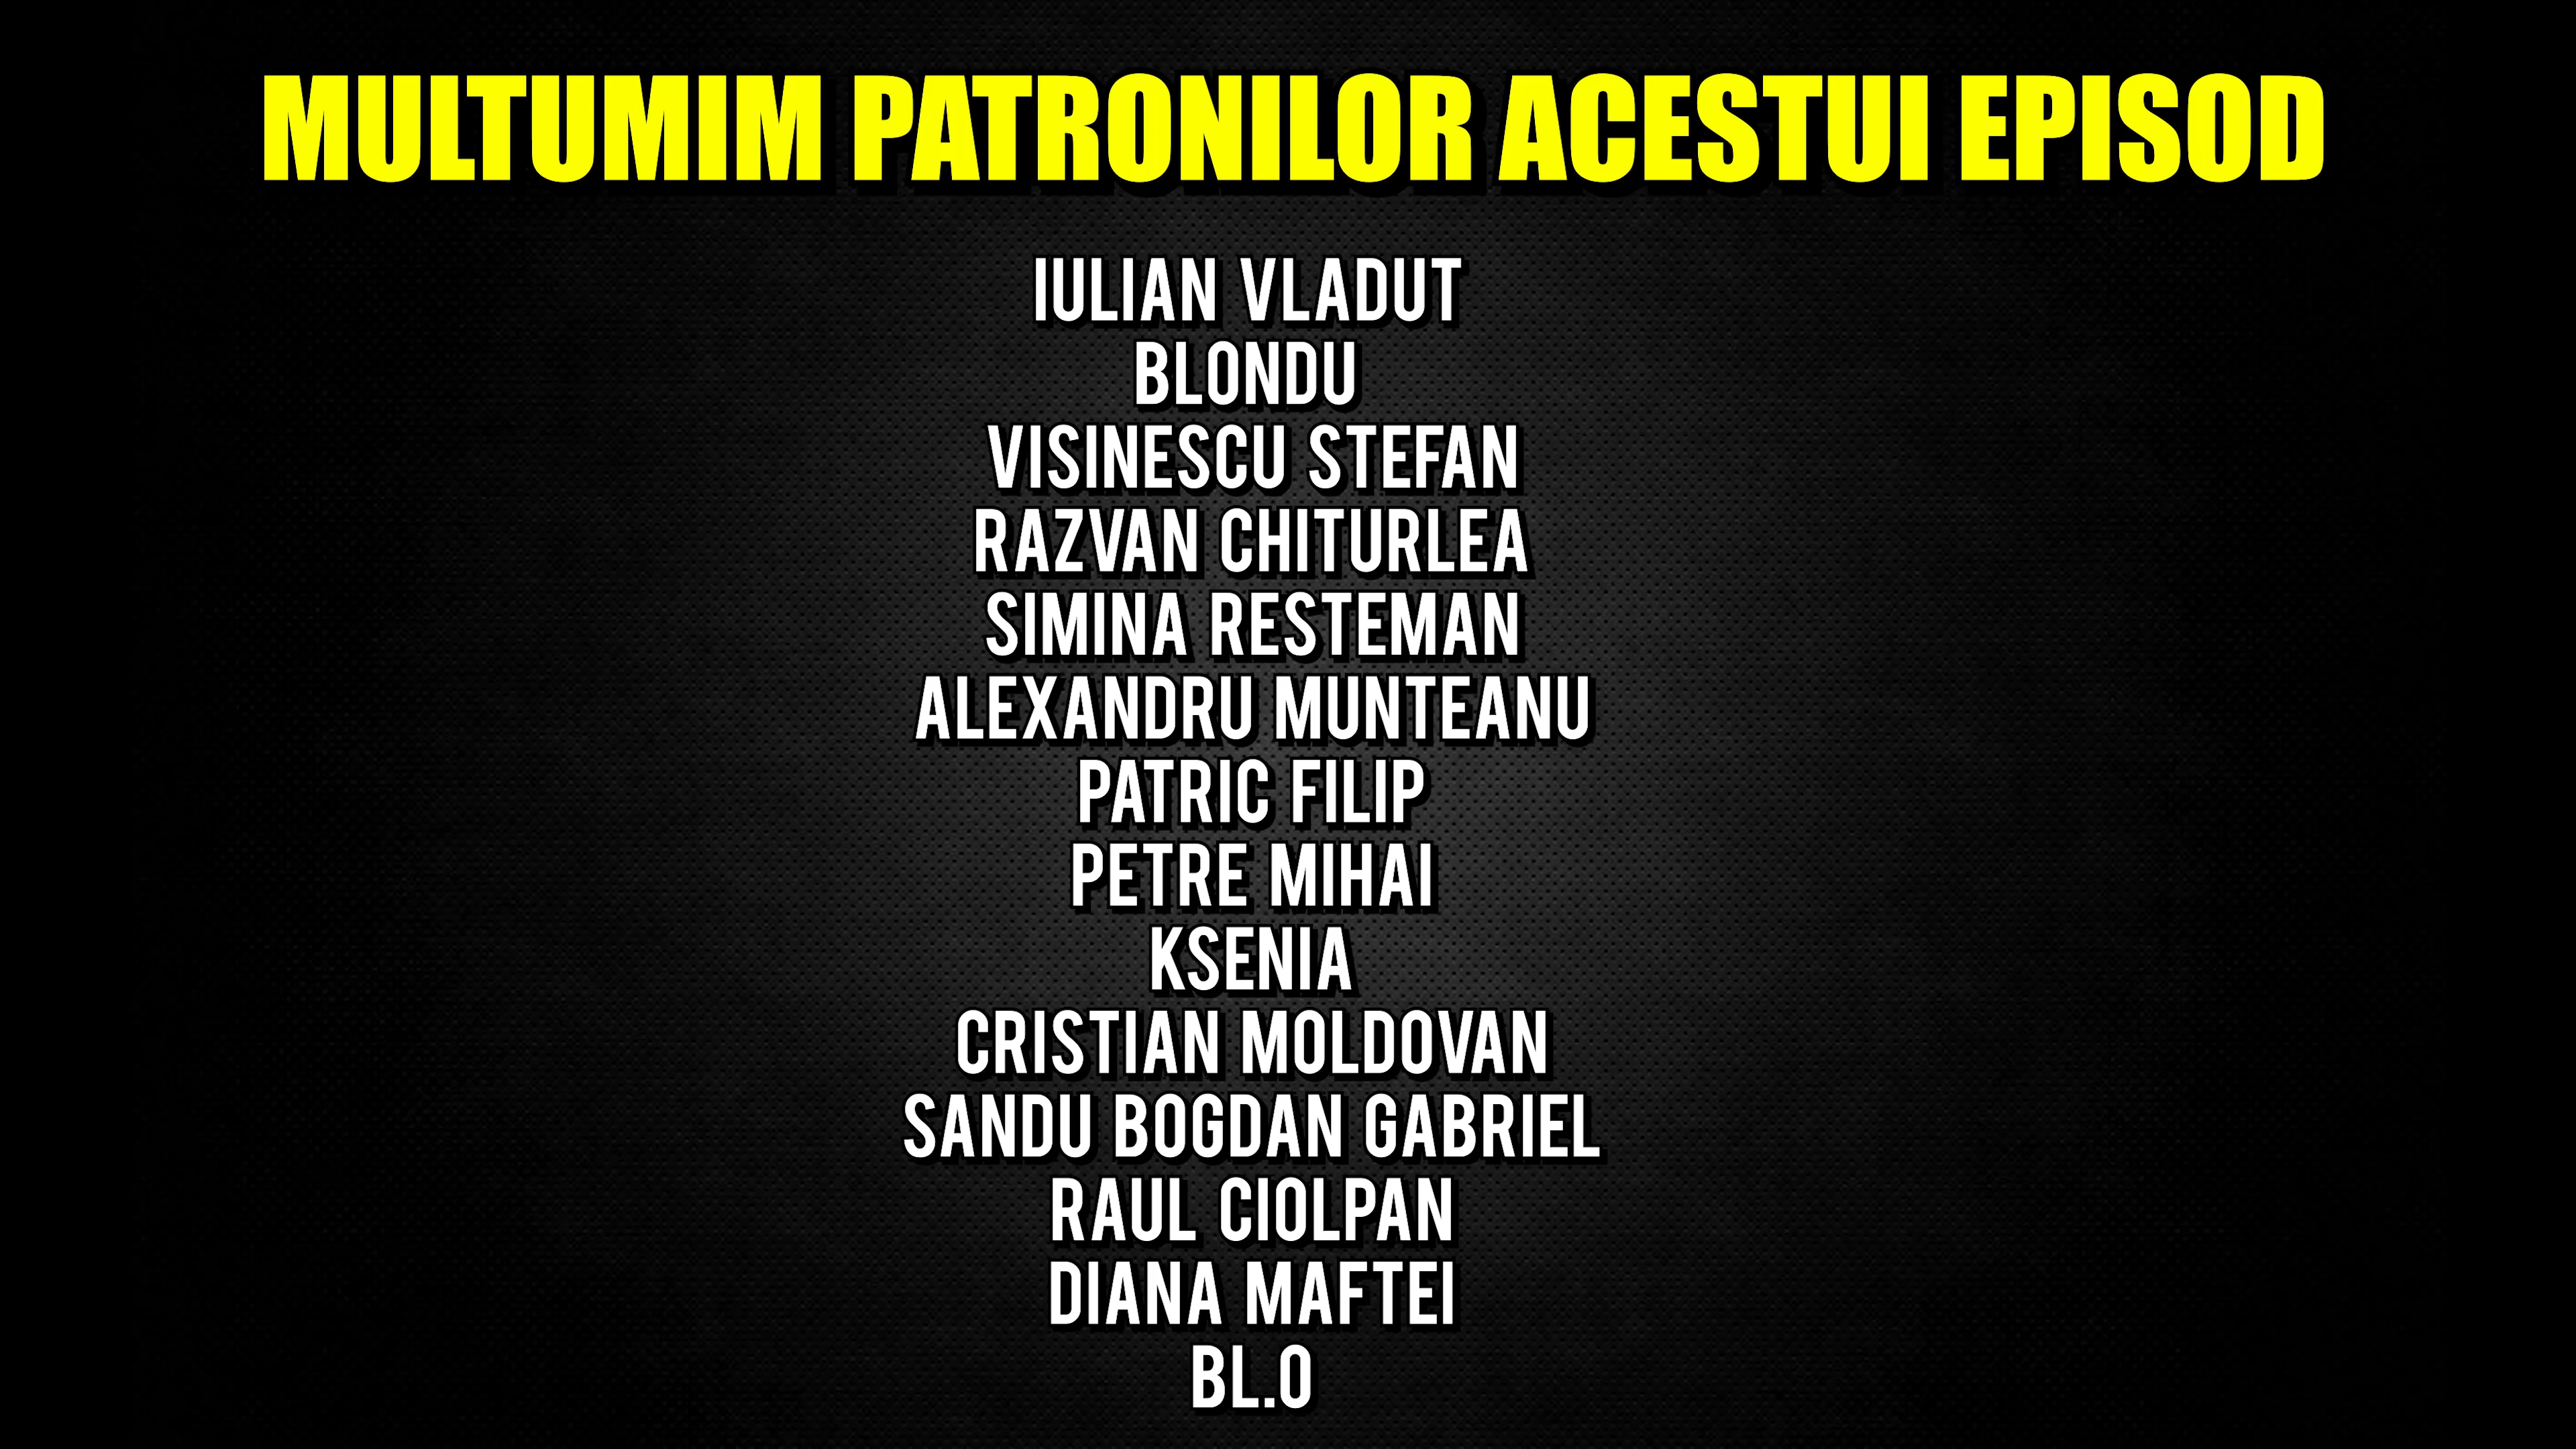 MULTUMIM PATRONILOR ACESTUI EPISOD
IULIAN VLADUT
BLONDU
VISINESCU STEFAN
RAZVAN CHITURLEA
SIMINA RESTEMAN
ALEXANDRU MUNTEANU
PATRIC FILIP
PETRE MIHAI
KSENIA
CRISTIAN MOLDOVAN
SANDU BOGDAN GABRIEL
RAUL CIOLPAN
DIANA MAFTEI
BL.O